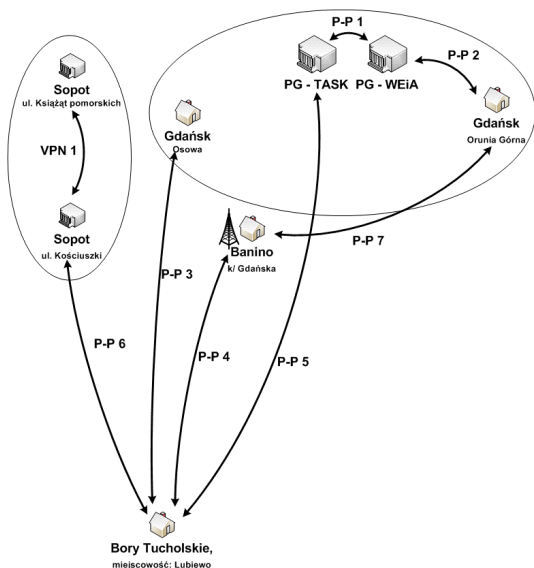 P-P 1
P-P 2
PG - TASK
PG - WEiA
Sopot
ul. Książąt pomorskich
Gdańsk
Osowa
Gdańsk
Orunia Górna
VPN 1
Sopot
ul. Kościuszki
P-P 7
Banino
k/ Gdańska
P-P 3
P-P 6
P-P 4
P-P 5
Bory Tucholskie,
miejscowość: Lubiewo